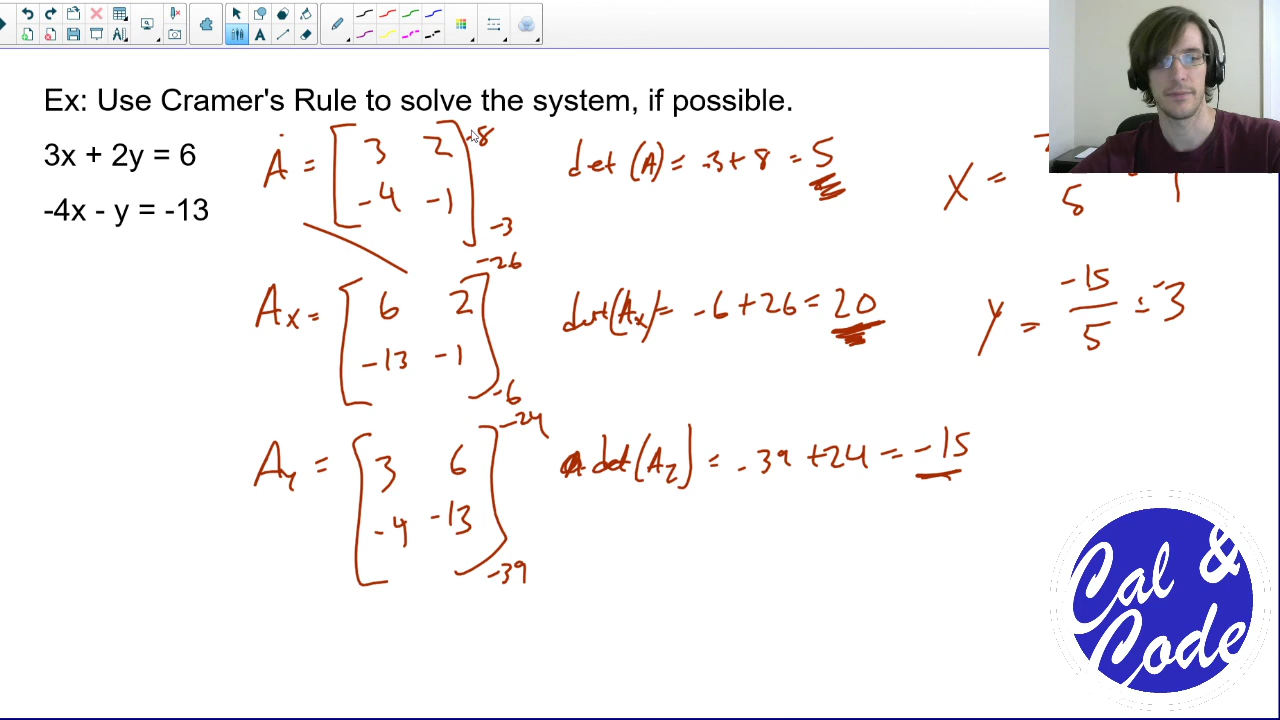 Ex: Use Cramer's Rule to solve the system, if possible.
3x + 2y = 6
-4x - y = -13
A = [ 3 2 -8
-4 -1 ] -3
det (A) = -3 + 8 = 5
X =
5
Ax = [ 6 2 -26
-13 -1 ] -6
det(Ax) = -6 + 26 = 20
y = -15 / 5 = -3
Ay = [ 3 6 -24
-4 -13 ] -39
det(Az) = -39 + 24 = -15
Cal &
Code